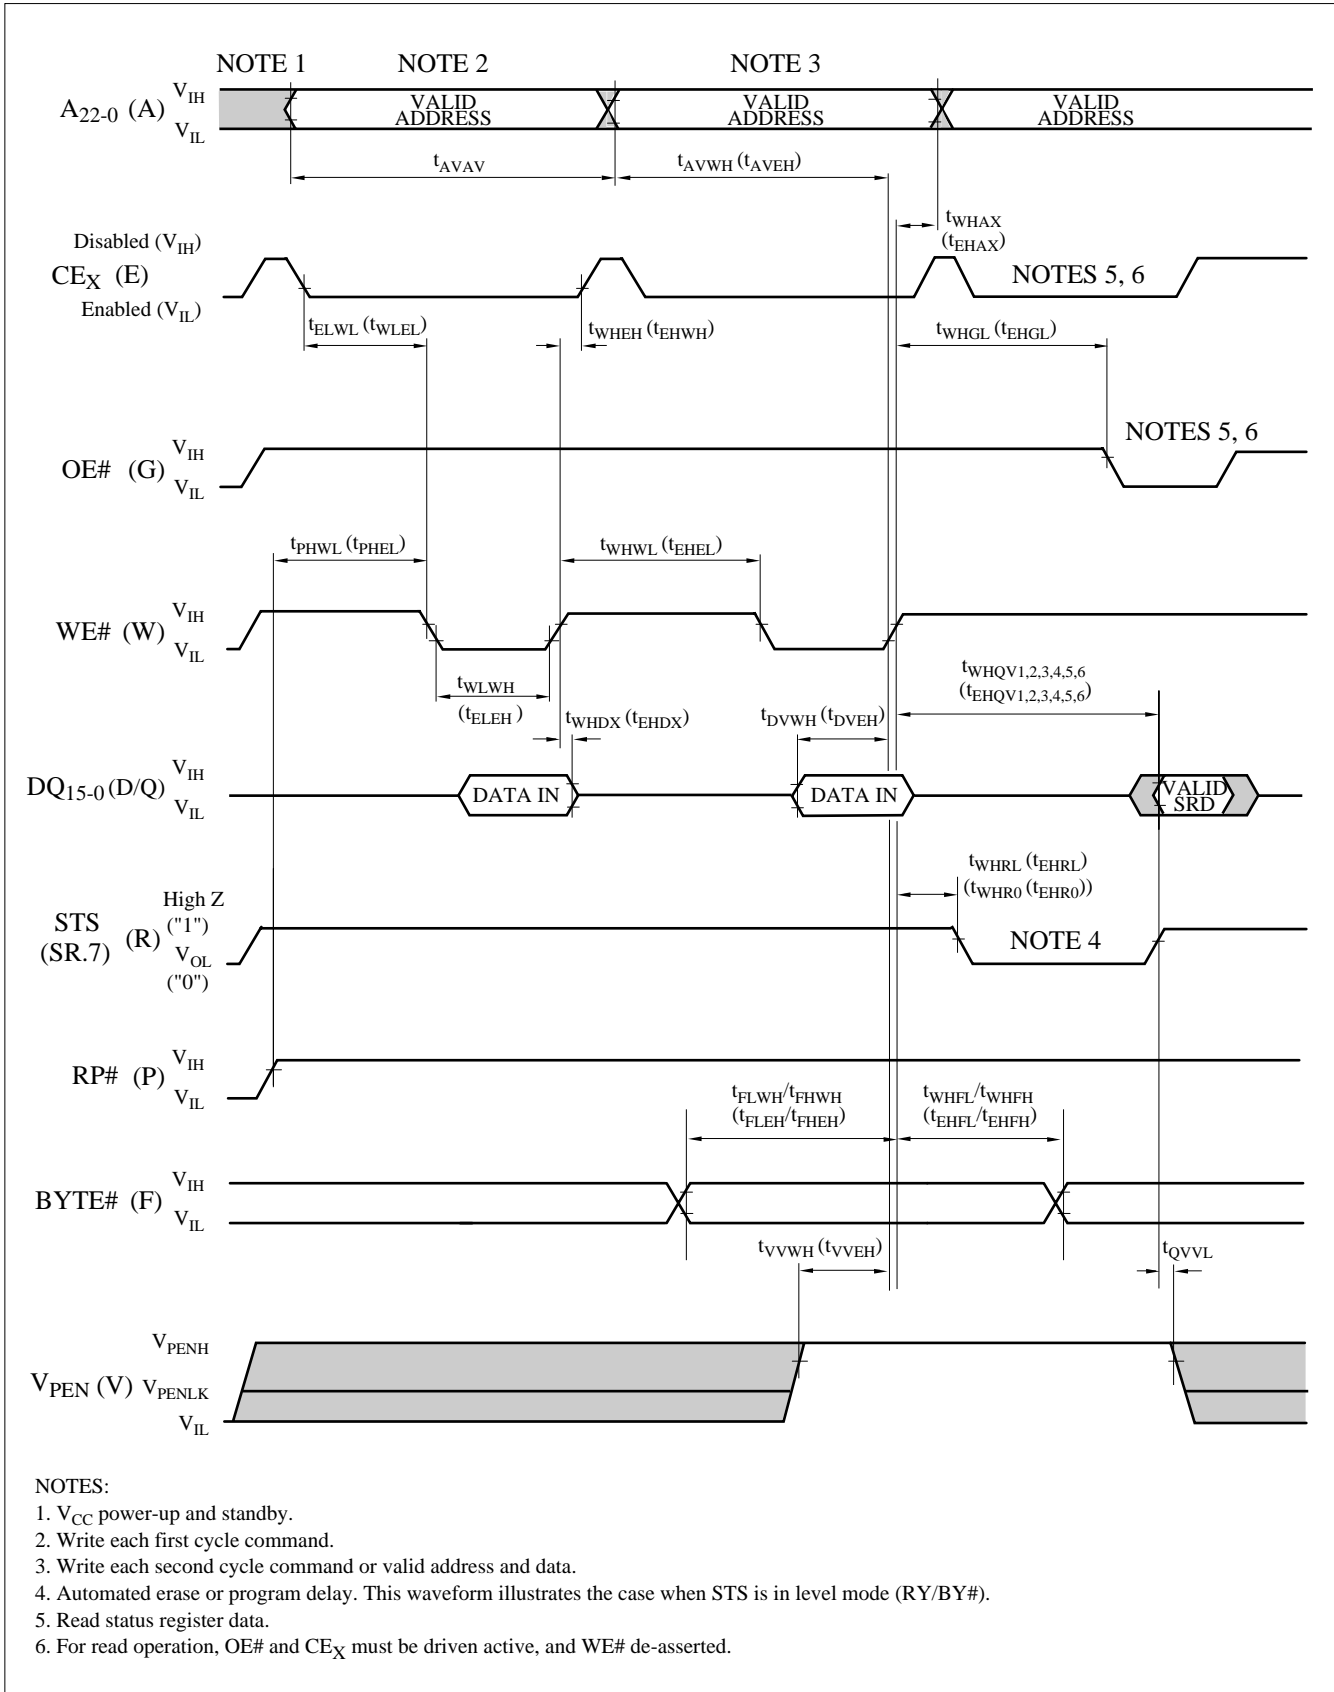 NOTE 1 NOTE 2 NOTE 3
A22-0 (A) VIH VIL
VALID ADDRESS
VALID ADDRESS
VALID ADDRESS
tAVAV
tAVWH (tAVEH)
tWHAX
(tEHAX)
Disabled (VIH)
CEX (E)
Enabled (VIL)
NOTES 5, 6
tELWL (tWLEL)
tWHEH (tEHWH)
tWHGL (tEHGL)
OE# (G) VIH VIL
NOTES 5, 6
tPHWL (tPHEL)
tWHWL (tEHEL)
WE# (W) VIH VIL
tWLWH
(tELEH)
tWHDX (tEHDX)
tDVWH (tDVEH)
tWHQV1,2,3,4,5,6
(tEHQV1,2,3,4,5,6)
DQ15-0 (D/Q) VIH VIL
DATA IN
DATA IN
VALID
SRD
tWHRL (tEHRL)
(tWHR0 (tEHR0))
STS
(SR.7) (R)
High Z
("1")
VOL
("0")
NOTE 4
RP# (P) VIH VIL
tFLWH/tFHWH
(tFLEH/tFHEH)
tWHFL/tWHFH
(tEHFL/tEHFH)
BYTE# (F) VIH VIL
tVVWH (tVVEH)
tQVVL
VPENH
VPEN (V) VPENLK
VIL
NOTES:
1. VCC power-up and standby.
2. Write each first cycle command.
3. Write each second cycle command or valid address and data.
4. Automated erase or program delay. This waveform illustrates the case when STS is in level mode (RY/BY#).
5. Read status register data.
6. For read operation, OE# and CEX must be driven active, and WE# de-asserted.